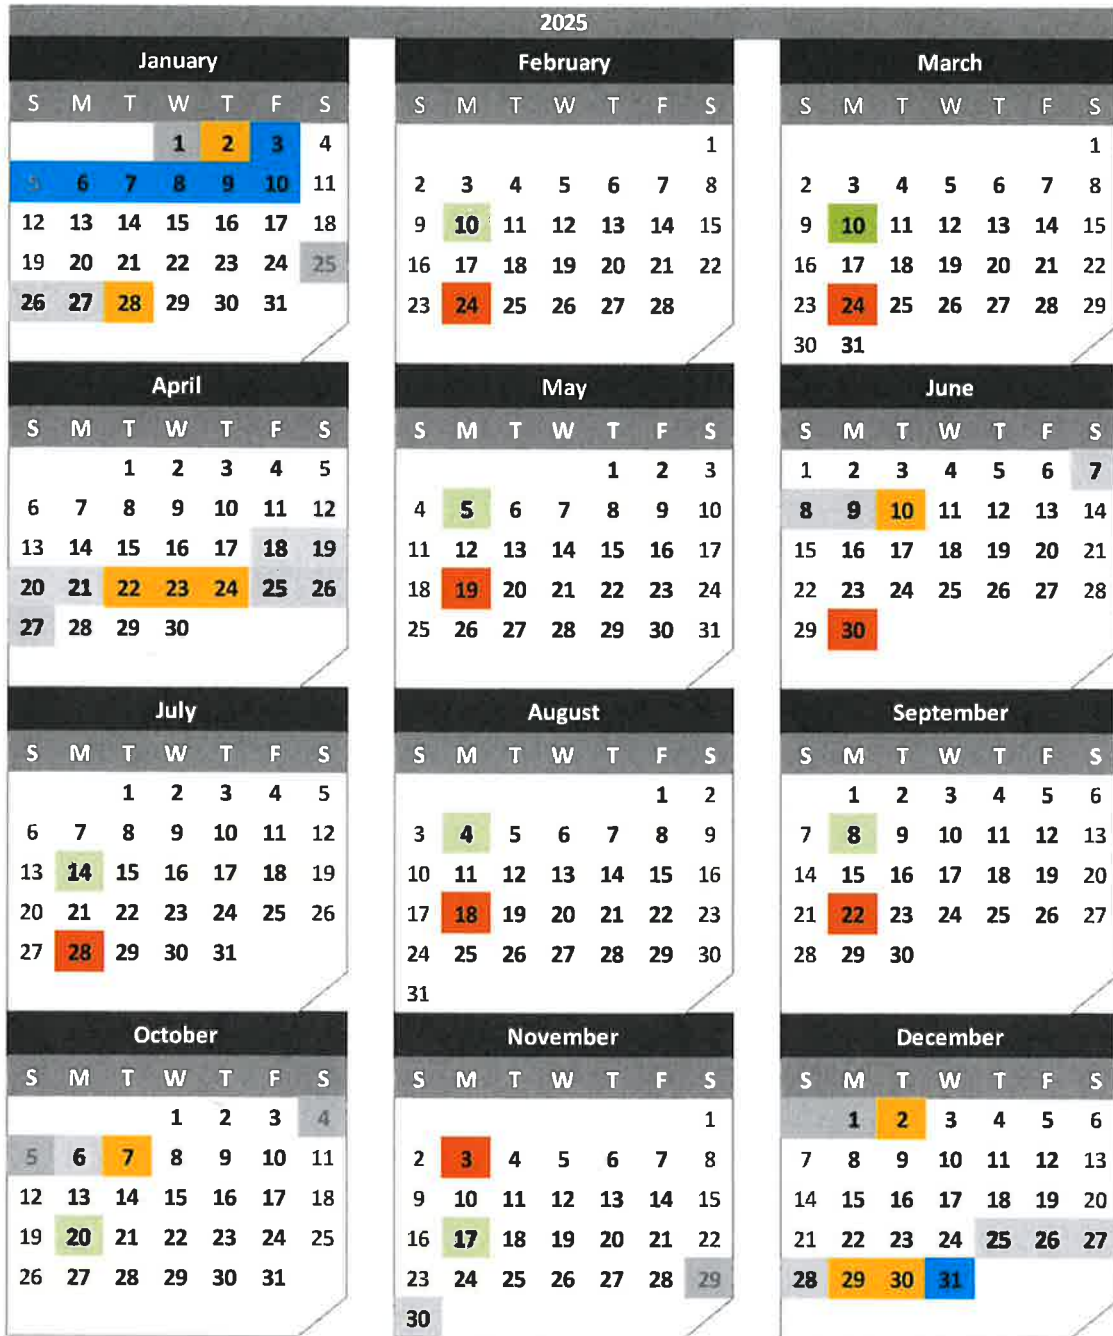 2025
January February March
S M T W T F S S M T W T F S S M T W T F S
1 2 3 4 1 1
5 6 7 8 9 10 11 2 3 4 5 6 7 8 2 3 4 5 6 7 8
12 13 14 15 16 17 18 9 10 11 12 13 14 15 9 10 11 12 13 14 15
19 20 21 22 23 24 25 16 17 18 19 20 21 22 16 17 18 19 20 21 22
26 27 28 29 30 31 23 24 25 26 27 28 23 24 25 26 27 28 29
30 31
April May June
S M T W T F S S M T W T F S S M T W T F S
1 2 3 4 5 1 2 3 1 2 3 4 5 6 7
6 7 8 9 10 11 12 4 5 6 7 8 9 10 8 9 10 11 12 13 14
13 14 15 16 17 18 19 11 12 13 14 15 16 17 15 16 17 18 19 20 21
20 21 22 23 24 25 26 18 19 20 21 22 23 24 22 23 24 25 26 27 28
27 28 29 30 25 26 27 28 29 30 31 29 30
July August September
S M T W T F S S M T W T F S S M T W T F S
1 2 3 4 5 1 2 1 2 3 4 5 6
6 7 8 9 10 11 12 3 4 5 6 7 8 9 7 8 9 10 11 12 13
13 14 15 16 17 18 19 10 11 12 13 14 15 16 14 15 16 17 18 19 20
20 21 22 23 24 25 26 17 18 19 20 21 22 23 21 22 23 24 25 26 27
27 28 29 30 31 24 25 26 27 28 29 30 28 29 30
31
October November December
S M T W T F S S M T W T F S S M T W T F S
1 2 3 4 1 1 2 3 4 5 6
5 6 7 8 9 10 11 2 3 4 5 6 7 8 7 8 9 10 11 12 13
12 13 14 15 16 17 18 9 10 11 12 13 14 15 14 15 16 17 18 19 20
19 20 21 22 23 24 25 16 17 18 19 20 21 22 21 22 23 24 25 26 27
26 27 28 29 30 31 23 24 25 26 27 28 29 28 29 30 31
30